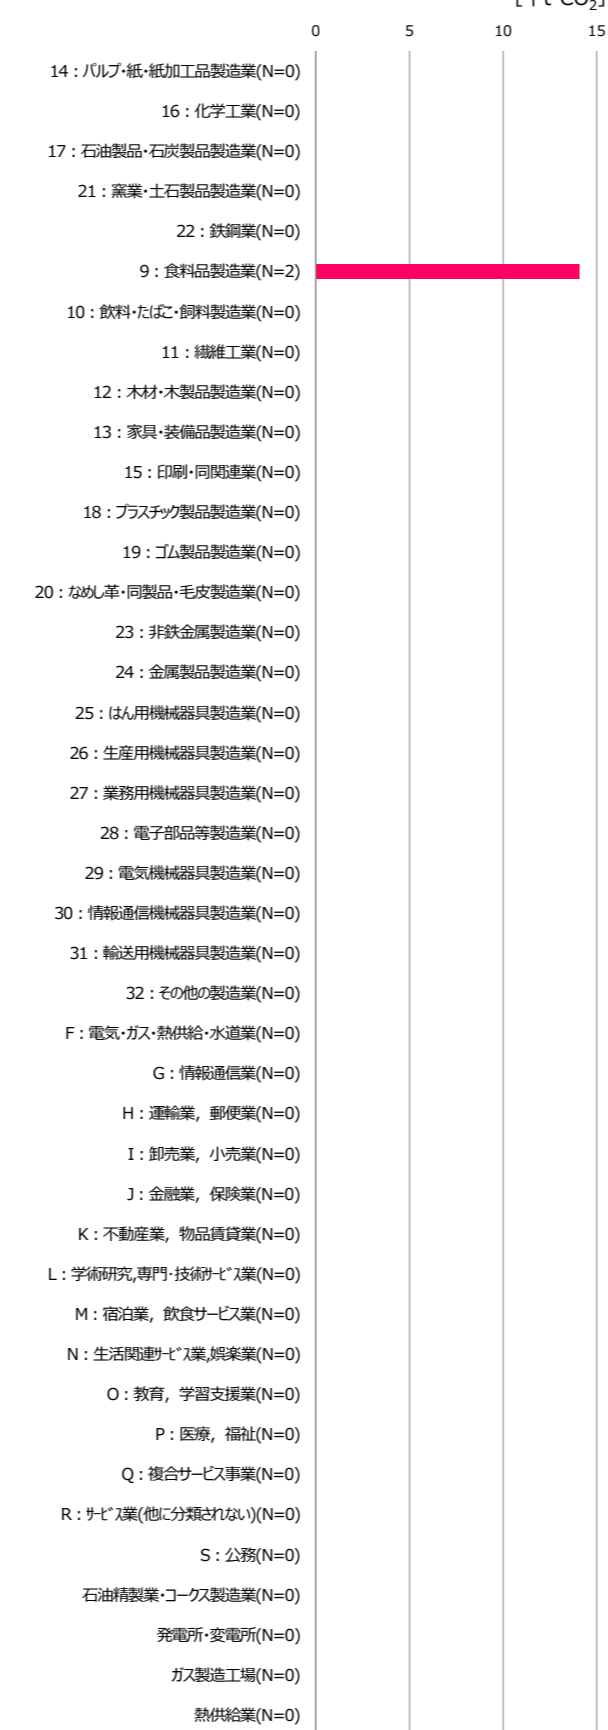 0 5 10 15
14：パルプ・紙・紙加工品製造業(N=0)
16：化学工業(N=0)
17：石油製品・石炭製品製造業(N=0)
21：窯業・土石製品製造業(N=0)
22：鉄鋼業(N=0)
9：食料品製造業(N=2)
10：飲料・たばこ・飼料製造業(N=0)
11：繊維工業(N=0)
12：木材・木製品製造業(N=0)
13：家具・装備品製造業(N=0)
15：印刷・同関連業(N=0)
18：プラスチック製品製造業(N=0)
19：ゴム製品製造業(N=0)
20：なめし革・同製品・毛皮製造業(N=0)
23：非鉄金属製造業(N=0)
24：金属製品製造業(N=0)
25：はん用機械器具製造業(N=0)
26：生産用機械器具製造業(N=0)
27：業務用機械器具製造業(N=0)
28：電子部品等製造業(N=0)
29：電気機械器具製造業(N=0)
30：情報通信機械器具製造業(N=0)
31：輸送用機械器具製造業(N=0)
32：その他の製造業(N=0)
F：電気・ガス・熱供給・水道業(N=0)
G：情報通信業(N=0)
H：運輸業，郵便業(N=0)
I：卸売業，小売業(N=0)
J：金融業，保険業(N=0)
K：不動産業，物品賃貸業(N=0)
L：学術研究,専門・技術ｻｰﾋﾞｽ業(N=0)
M：宿泊業，飲食サービス業(N=0)
N：生活関連ｻｰﾋﾞｽ業,娯楽業(N=0)
O：教育，学習支援業(N=0)
P：医療，福祉(N=0)
Q：複合サービス事業(N=0)
R：ｻｰﾋﾞｽ業(他に分類されない)(N=0)
S：公務(N=0)
石油精製業・コークス製造業(N=0)
発電所・変電所(N=0)
ガス製造工場(N=0)
熱供給業(N=0)